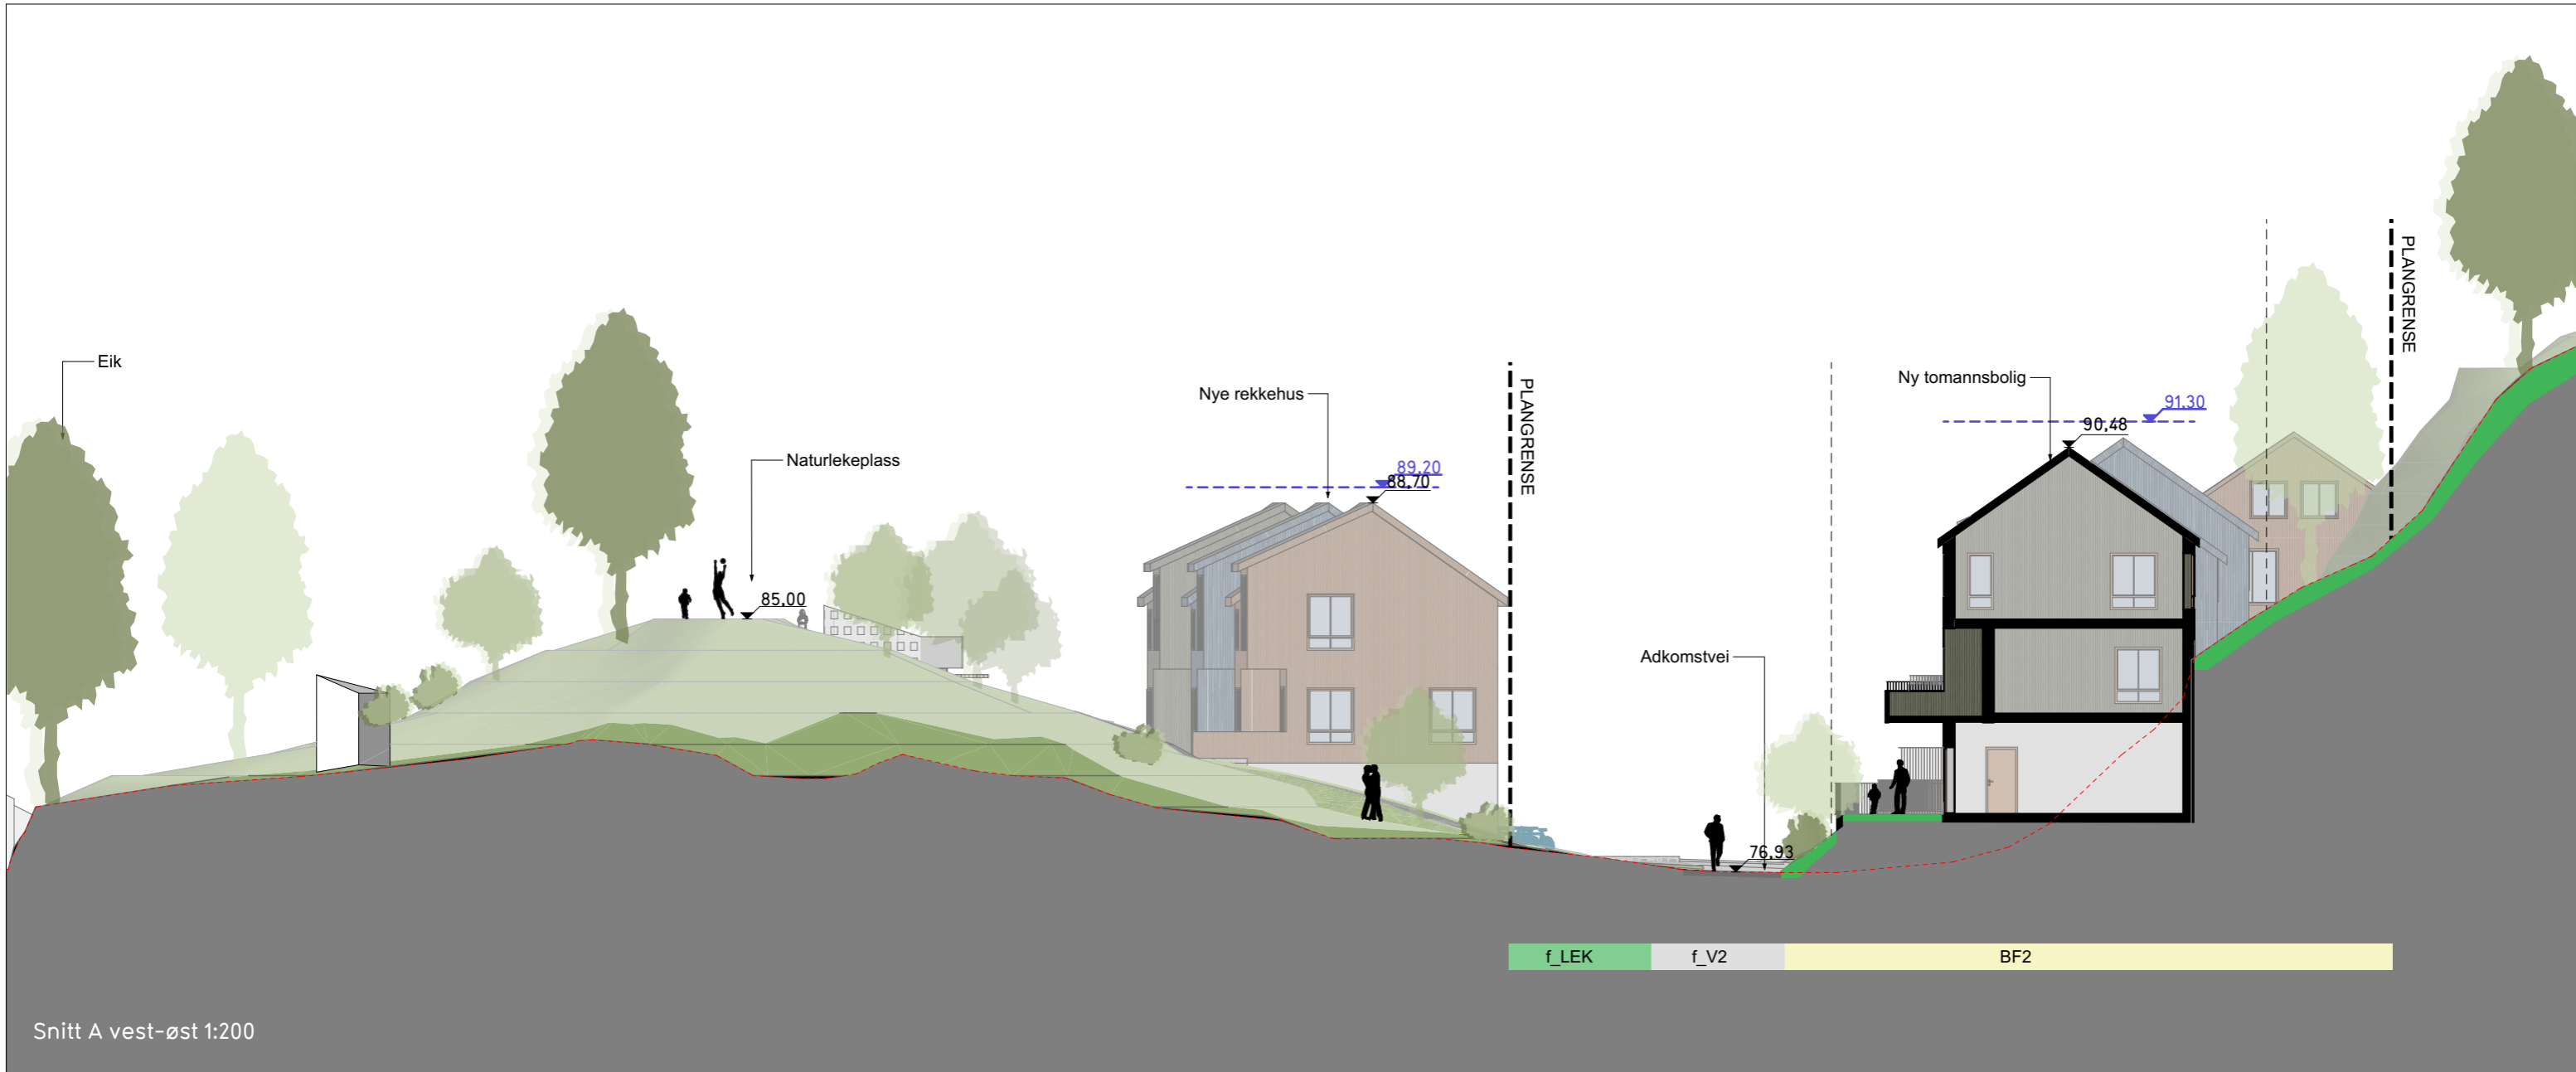 PLANGRENSE
Eik
Ny tomannsbolig
PLANGRENSE
Nye rekkehus
91,30
90,48
Naturlekeplass
89,20
88,70
85,00
Adkomstvei
76,93
f_LEK
f_V2
BF2
Snitt A vest-øst 1:200